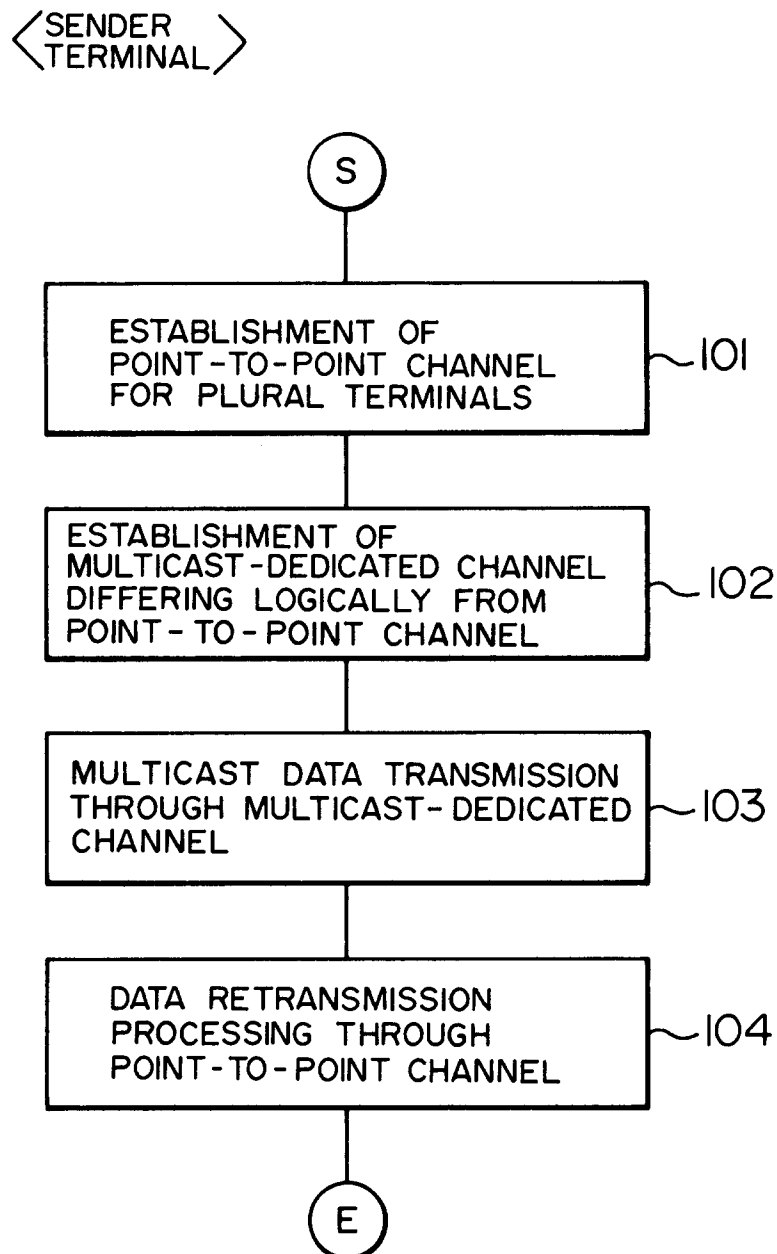 SENDER
TERMINAL
S
ESTABLISHMENT OF
POINT-TO-POINT CHANNEL
FOR PLURAL TERMINALS
101
ESTABLISHMENT OF
MULTICAST-DEDICATED CHANNEL
DIFFERING LOGICALLY FROM
POINT-TO-POINT CHANNEL
102
MULTICAST DATA TRANSMISSION
THROUGH MULTICAST-DEDICATED
CHANNEL
103
DATA RETRANSMISSION
PROCESSING THROUGH
POINT-TO-POINT CHANNEL
104
E